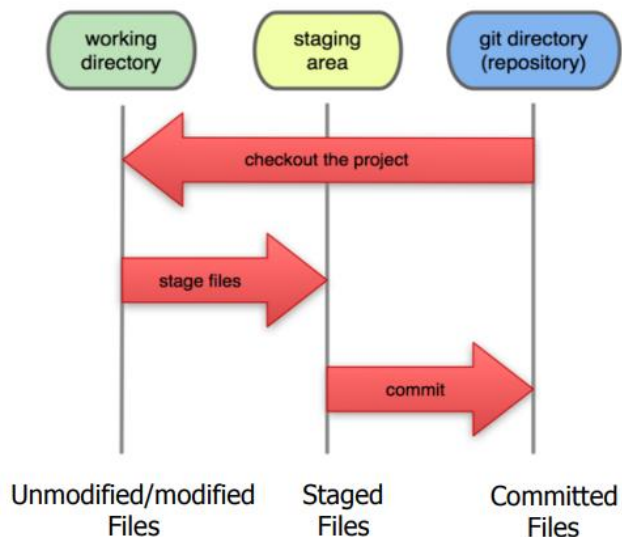 working
directory
staging
area
git directory
(repository)
checkout the project
stage files
commit
Unmodified/modified
Files
Staged
Files
Committed
Files